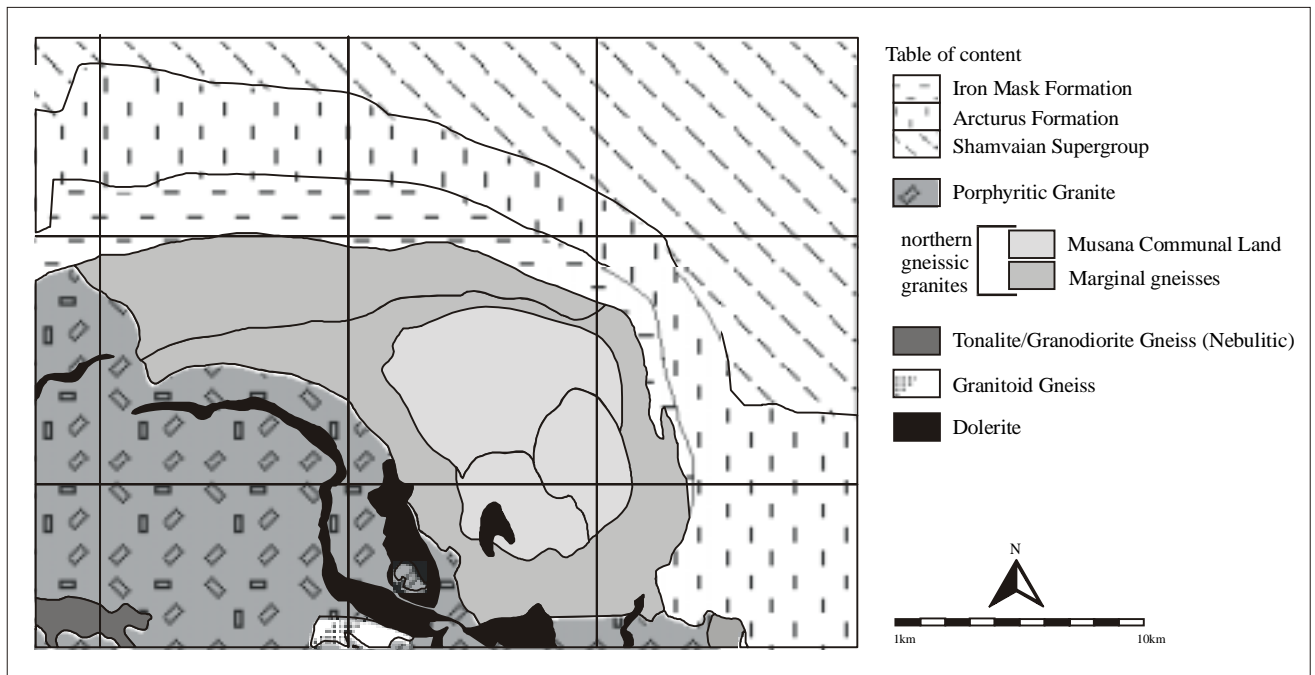 Table of content
Iron Mask Formation
Arcturus Formation
Shamvaian Supergroup
Porphyritic Granite
northern
gneissic
granites
Musana Communal Land
Marginal gneisses
Tonalite/Granodiorite Gneiss (Nebulitic)
Granitoid Gneiss
Dolerite
N
1km
10km